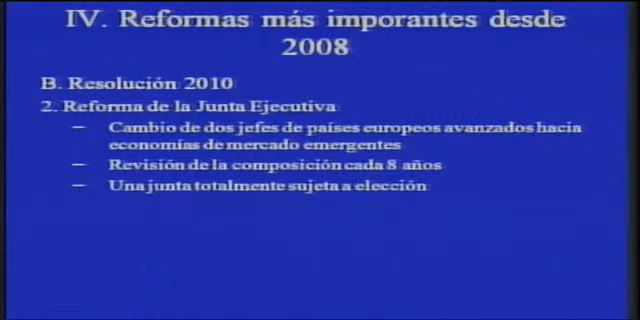 IV. Reformas más imporantes desde
2008
B. Resolución 2010
2. Reforma de la Junta Ejecutiva
– Cambio de dos jefes de países europeos avanzados hacia
economías de mercado emergentes
– Revisión de la composición cada 8 años
– Una junta totalmente sujeta a elección